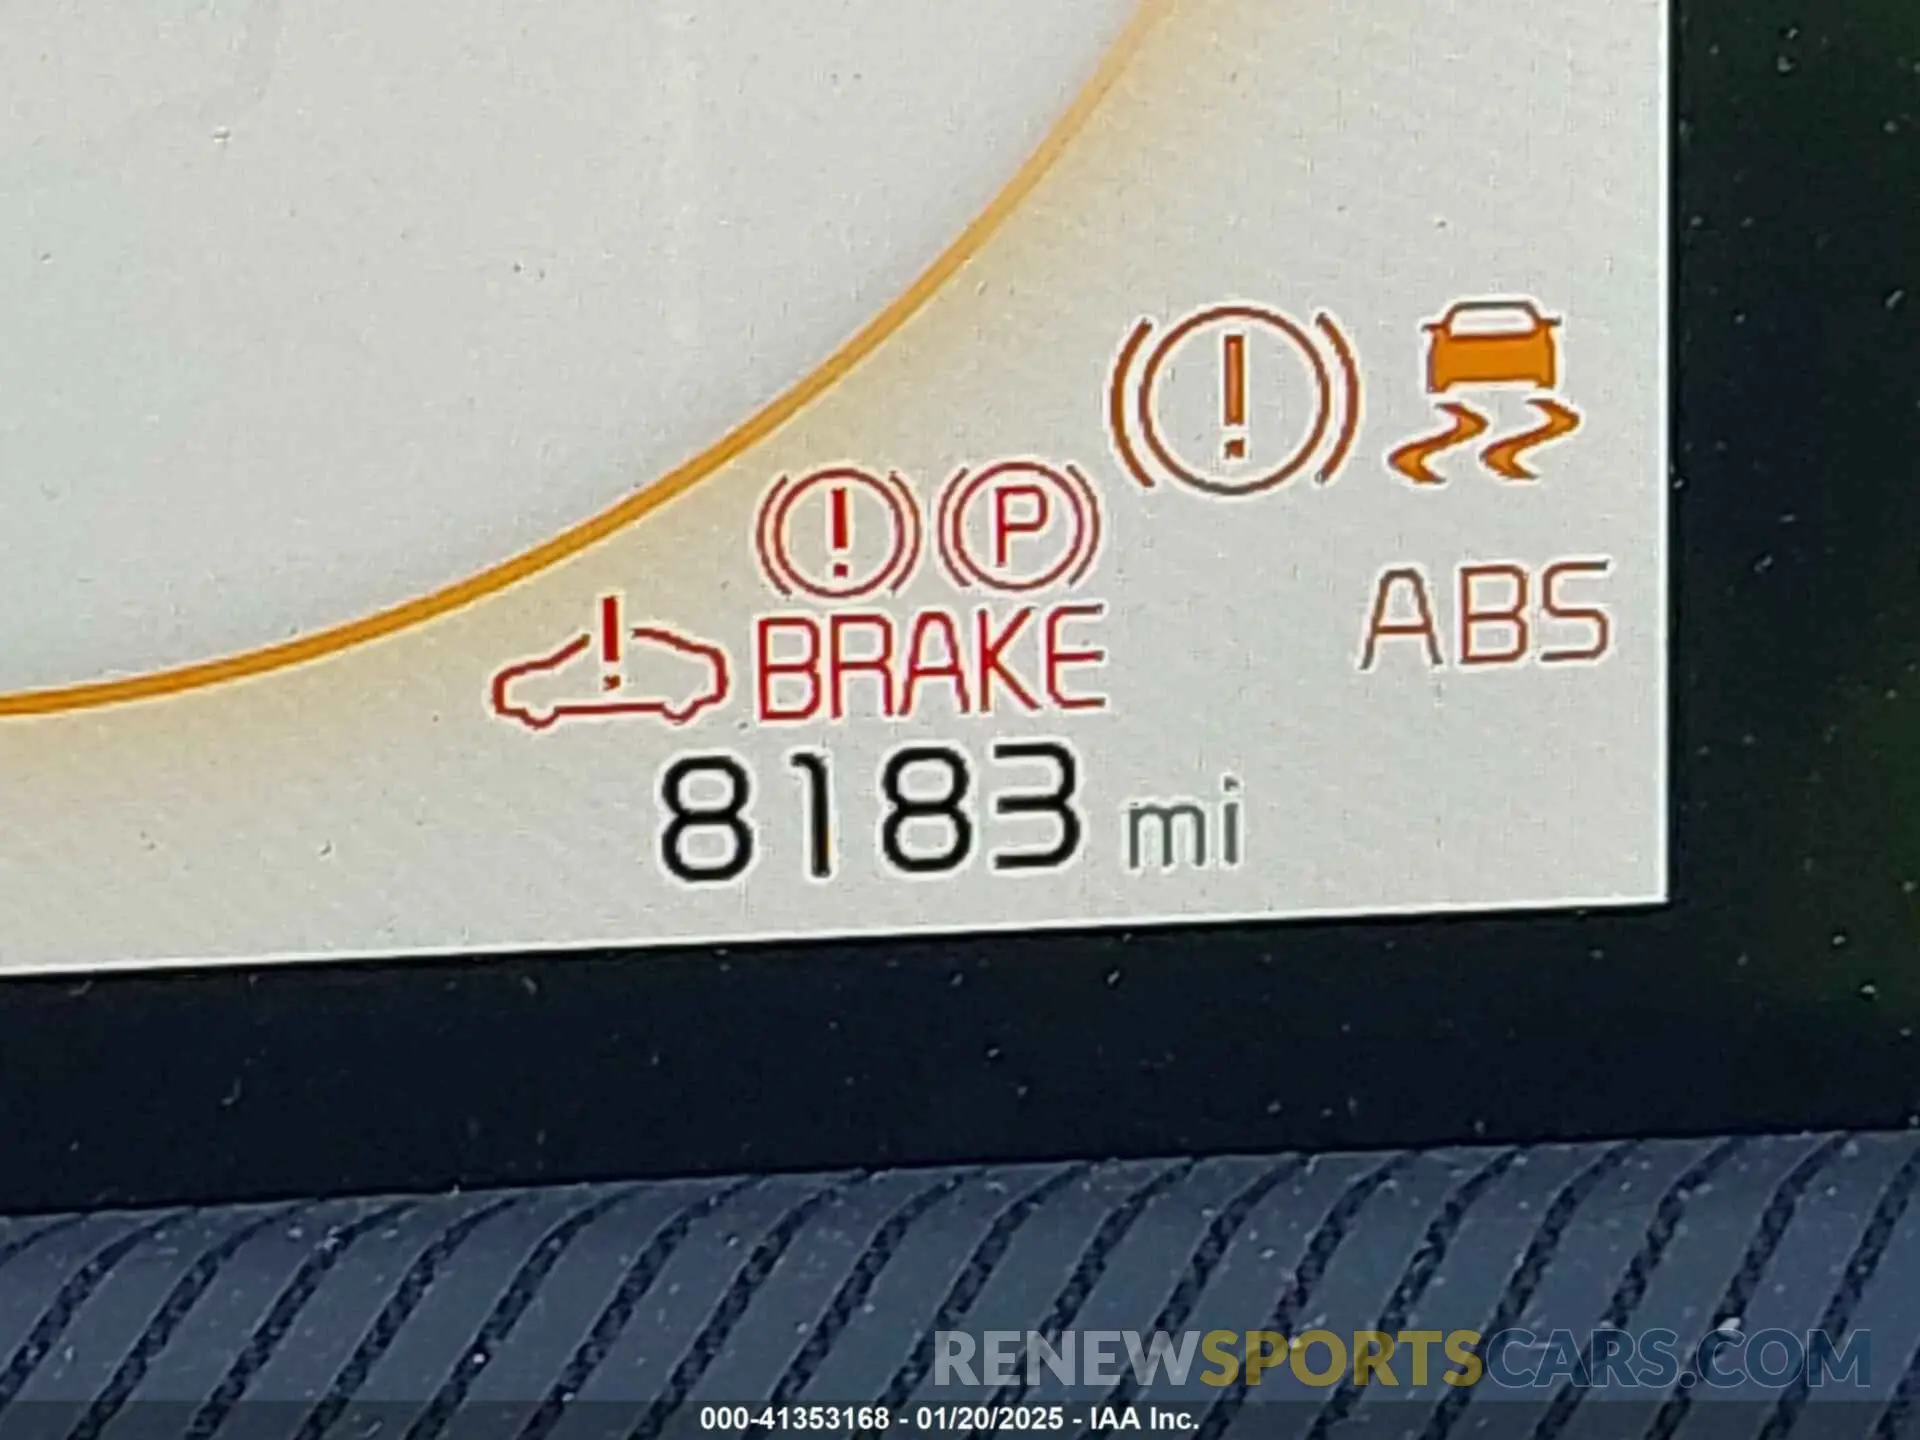 P
BRAKE
ABS
8183 mi
RENEWSPORTSCARS.COM
000-41353168 - 01/20/2025 - IAA Inc.